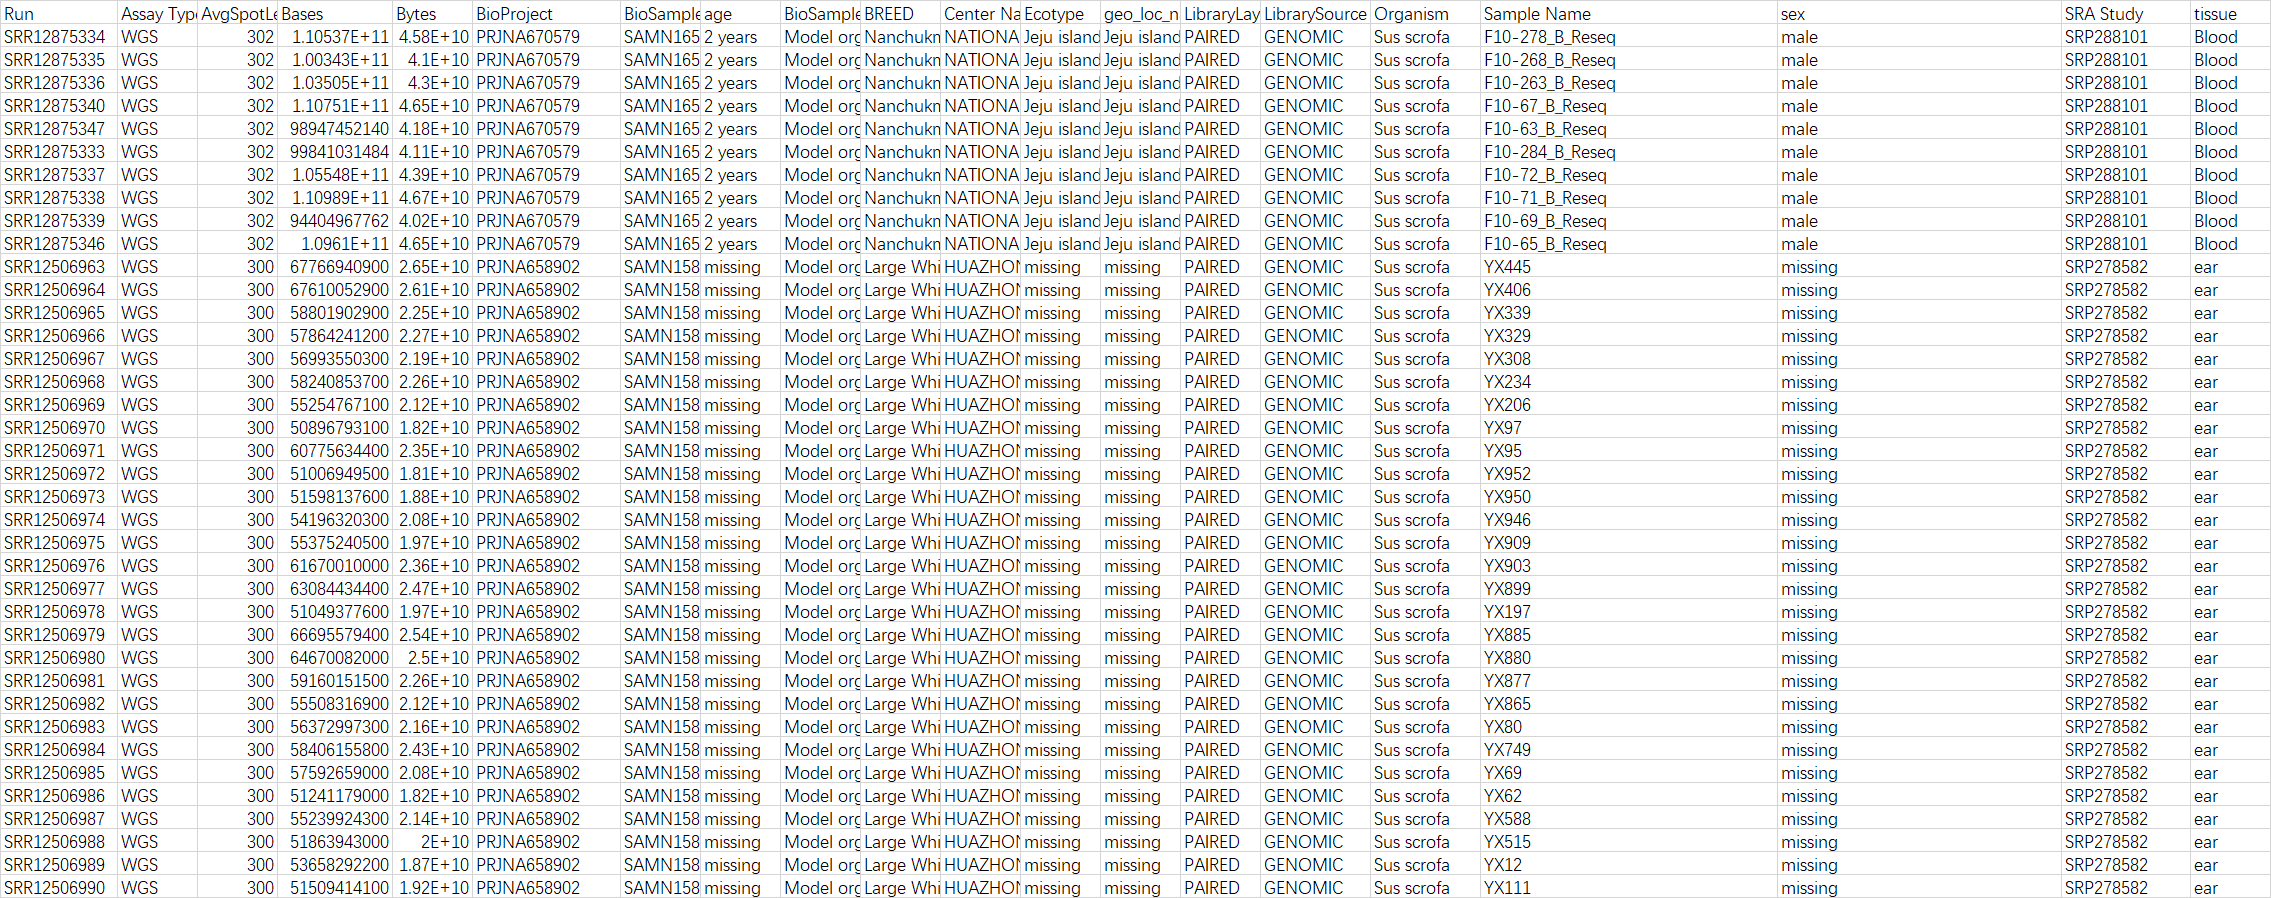 Run Assay Typ AvgSpotLe Bases Bytes BioProject BioSample age BioSample BREED Center Na Ecotype geo_loc_n LibraryLay LibrarySource Organism Sample Name sex SRA Study tissue
SRR12875334 WGS 302 1.10537E+11 4.58E+10 PRJNA670579 SAMN165 2 years Model org Nanchukm NATIONA Jeju island Jeju island PAIRED GENOMIC Sus scrofa F10-278_B_Reseq male SRP288101 Blood
SRR12875335 WGS 302 1.00343E+11 4.1E+10 PRJNA670579 SAMN165 2 years Model org Nanchukm NATIONA Jeju island Jeju island PAIRED GENOMIC Sus scrofa F10-268_B_Reseq male SRP288101 Blood
SRR12875336 WGS 302 1.03505E+11 4.3E+10 PRJNA670579 SAMN165 2 years Model org Nanchukm NATIONA Jeju island Jeju island PAIRED GENOMIC Sus scrofa F10-263_B_Reseq male SRP288101 Blood
SRR12875340 WGS 302 1.10751E+11 4.65E+10 PRJNA670579 SAMN165 2 years Model org Nanchukm NATIONA Jeju island Jeju island PAIRED GENOMIC Sus scrofa F10-67_B_Reseq male SRP288101 Blood
SRR12875347 WGS 302 98947452140 4.18E+10 PRJNA670579 SAMN165 2 years Model org Nanchukm NATIONA Jeju island Jeju island PAIRED GENOMIC Sus scrofa F10-63_B_Reseq male SRP288101 Blood
SRR12875333 WGS 302 99841031484 4.11E+10 PRJNA670579 SAMN165 2 years Model org Nanchukm NATIONA Jeju island Jeju island PAIRED GENOMIC Sus scrofa F10-284_B_Reseq male SRP288101 Blood
SRR12875337 WGS 302 1.05548E+11 4.39E+10 PRJNA670579 SAMN165 2 years Model org Nanchukm NATIONA Jeju island Jeju island PAIRED GENOMIC Sus scrofa F10-72_B_Reseq male SRP288101 Blood
SRR12875338 WGS 302 1.10989E+11 4.67E+10 PRJNA670579 SAMN165 2 years Model org Nanchukm NATIONA Jeju island Jeju island PAIRED GENOMIC Sus scrofa F10-71_B_Reseq male SRP288101 Blood
SRR12875339 WGS 302 94404967762 4.02E+10 PRJNA670579 SAMN165 2 years Model org Nanchukm NATIONA Jeju island Jeju island PAIRED GENOMIC Sus scrofa F10-69_B_Reseq male SRP288101 Blood
SRR12875346 WGS 302 1.0961E+11 4.65E+10 PRJNA670579 SAMN165 2 years Model org Nanchukm NATIONA Jeju island Jeju island PAIRED GENOMIC Sus scrofa F10-65_B_Reseq male SRP288101 Blood
SRR12506963 WGS 300 67766940900 2.65E+10 PRJNA658902 SAMN158 missing Model org Large Whi HUAZHON missing missing PAIRED GENOMIC Sus scrofa YX445 missing SRP278582 ear
SRR12506964 WGS 300 67610052900 2.61E+10 PRJNA658902 SAMN158 missing Model org Large Whi HUAZHON missing missing PAIRED GENOMIC Sus scrofa YX406 missing SRP278582 ear
SRR12506965 WGS 300 58801902900 2.25E+10 PRJNA658902 SAMN158 missing Model org Large Whi HUAZHON missing missing PAIRED GENOMIC Sus scrofa YX339 missing SRP278582 ear
SRR12506966 WGS 300 57864241200 2.27E+10 PRJNA658902 SAMN158 missing Model org Large Whi HUAZHON missing missing PAIRED GENOMIC Sus scrofa YX329 missing SRP278582 ear
SRR12506967 WGS 300 56993550300 2.19E+10 PRJNA658902 SAMN158 missing Model org Large Whi HUAZHON missing missing PAIRED GENOMIC Sus scrofa YX308 missing SRP278582 ear
SRR12506968 WGS 300 58240853700 2.26E+10 PRJNA658902 SAMN158 missing Model org Large Whi HUAZHON missing missing PAIRED GENOMIC Sus scrofa YX234 missing SRP278582 ear
SRR12506969 WGS 300 55254767100 2.12E+10 PRJNA658902 SAMN158 missing Model org Large Whi HUAZHON missing missing PAIRED GENOMIC Sus scrofa YX206 missing SRP278582 ear
SRR12506970 WGS 300 50896793100 1.82E+10 PRJNA658902 SAMN158 missing Model org Large Whi HUAZHON missing missing PAIRED GENOMIC Sus scrofa YX97 missing SRP278582 ear
SRR12506971 WGS 300 60775634400 2.35E+10 PRJNA658902 SAMN158 missing Model org Large Whi HUAZHON missing missing PAIRED GENOMIC Sus scrofa YX95 missing SRP278582 ear
SRR12506972 WGS 300 51006949500 1.81E+10 PRJNA658902 SAMN158 missing Model org Large Whi HUAZHON missing missing PAIRED GENOMIC Sus scrofa YX952 missing SRP278582 ear
SRR12506973 WGS 300 51598137600 1.88E+10 PRJNA658902 SAMN158 missing Model org Large Whi HUAZHON missing missing PAIRED GENOMIC Sus scrofa YX950 missing SRP278582 ear
SRR12506974 WGS 300 54196320300 2.08E+10 PRJNA658902 SAMN158 missing Model org Large Whi HUAZHON missing missing PAIRED GENOMIC Sus scrofa YX946 missing SRP278582 ear
SRR12506975 WGS 300 55375240500 1.97E+10 PRJNA658902 SAMN158 missing Model org Large Whi HUAZHON missing missing PAIRED GENOMIC Sus scrofa YX909 missing SRP278582 ear
SRR12506976 WGS 300 61670010000 2.36E+10 PRJNA658902 SAMN158 missing Model org Large Whi HUAZHON missing missing PAIRED GENOMIC Sus scrofa YX903 missing SRP278582 ear
SRR12506977 WGS 300 63084434400 2.47E+10 PRJNA658902 SAMN158 missing Model org Large Whi HUAZHON missing missing PAIRED GENOMIC Sus scrofa YX899 missing SRP278582 ear
SRR12506978 WGS 300 51049377600 1.97E+10 PRJNA658902 SAMN158 missing Model org Large Whi HUAZHON missing missing PAIRED GENOMIC Sus scrofa YX197 missing SRP278582 ear
SRR12506979 WGS 300 66695579400 2.54E+10 PRJNA658902 SAMN158 missing Model org Large Whi HUAZHON missing missing PAIRED GENOMIC Sus scrofa YX885 missing SRP278582 ear
SRR12506980 WGS 300 64670082000 2.5E+10 PRJNA658902 SAMN158 missing Model org Large Whi HUAZHON missing missing PAIRED GENOMIC Sus scrofa YX880 missing SRP278582 ear
SRR12506981 WGS 300 59160151500 2.26E+10 PRJNA658902 SAMN158 missing Model org Large Whi HUAZHON missing missing PAIRED GENOMIC Sus scrofa YX877 missing SRP278582 ear
SRR12506982 WGS 300 55508316900 2.12E+10 PRJNA658902 SAMN158 missing Model org Large Whi HUAZHON missing missing PAIRED GENOMIC Sus scrofa YX865 missing SRP278582 ear
SRR12506983 WGS 300 56372997300 2.16E+10 PRJNA658902 SAMN158 missing Model org Large Whi HUAZHON missing missing PAIRED GENOMIC Sus scrofa YX80 missing SRP278582 ear
SRR12506984 WGS 300 58406155800 2.43E+10 PRJNA658902 SAMN158 missing Model org Large Whi HUAZHON missing missing PAIRED GENOMIC Sus scrofa YX749 missing SRP278582 ear
SRR12506985 WGS 300 57592659000 2.08E+10 PRJNA658902 SAMN158 missing Model org Large Whi HUAZHON missing missing PAIRED GENOMIC Sus scrofa YX69 missing SRP278582 ear
SRR12506986 WGS 300 51241179000 1.82E+10 PRJNA658902 SAMN158 missing Model org Large Whi HUAZHON missing missing PAIRED GENOMIC Sus scrofa YX62 missing SRP278582 ear
SRR12506987 WGS 300 55239924300 2.14E+10 PRJNA658902 SAMN158 missing Model org Large Whi HUAZHON missing missing PAIRED GENOMIC Sus scrofa YX588 missing SRP278582 ear
SRR12506988 WGS 300 51863943000 2E+10 PRJNA658902 SAMN158 missing Model org Large Whi HUAZHON missing missing PAIRED GENOMIC Sus scrofa YX515 missing SRP278582 ear
SRR12506989 WGS 300 53658292200 1.87E+10 PRJNA658902 SAMN158 missing Model org Large Whi HUAZHON missing missing PAIRED GENOMIC Sus scrofa YX12 missing SRP278582 ear
SRR12506990 WGS 300 51509414100 1.92E+10 PRJNA658902 SAMN158 missing Model org Large Whi HUAZHON missing missing PAIRED GENOMIC Sus scrofa YX111 missing SRP278582 ear